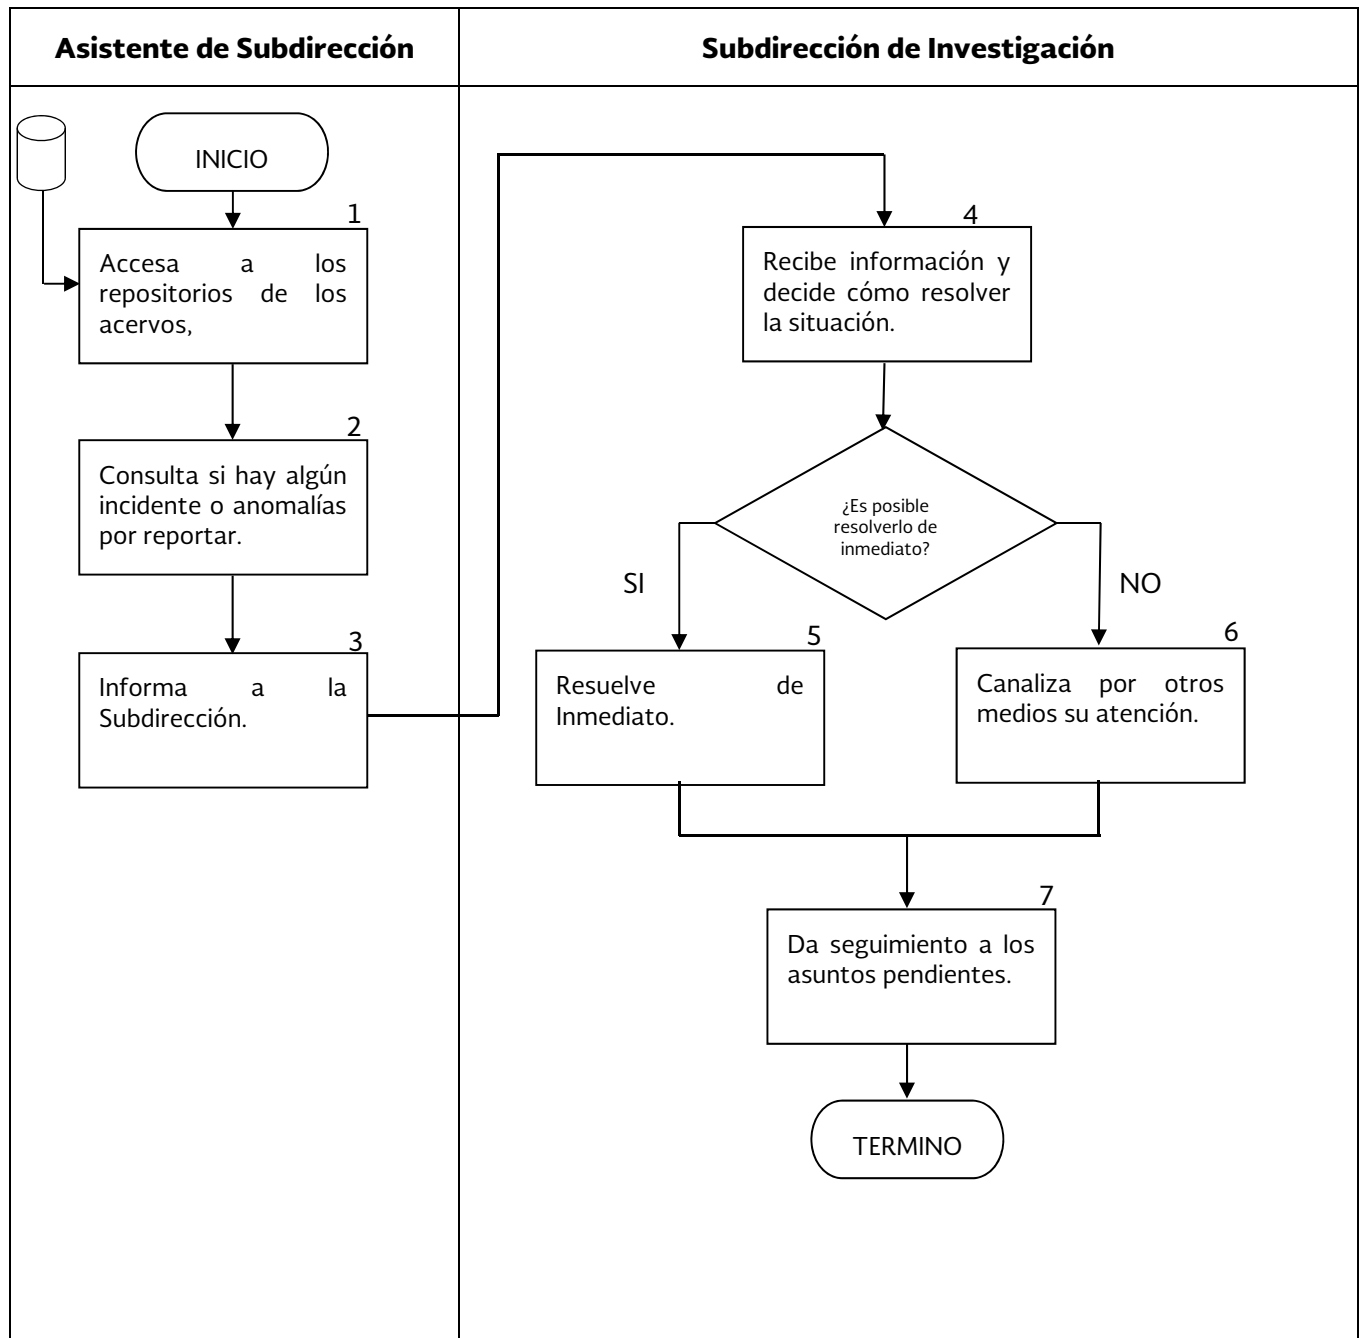 Asistente de Subdirección
Subdirección de Investigación
INICIO
1
Accesa a los
repositorios de los
acervos,
2
Consulta si hay algún
incidente o anomalías
por reportar.
3
Informa a la
Subdirección.
4
Recibe información y
decide cómo resolver
la situación.
¿Es posible
resolverlo de
inmediato?
SI
NO
5
Resuelve de
Inmediato.
6
Canaliza por otros
medios su atención.
7
Da seguimiento a los
asuntos pendientes.
TERMINO